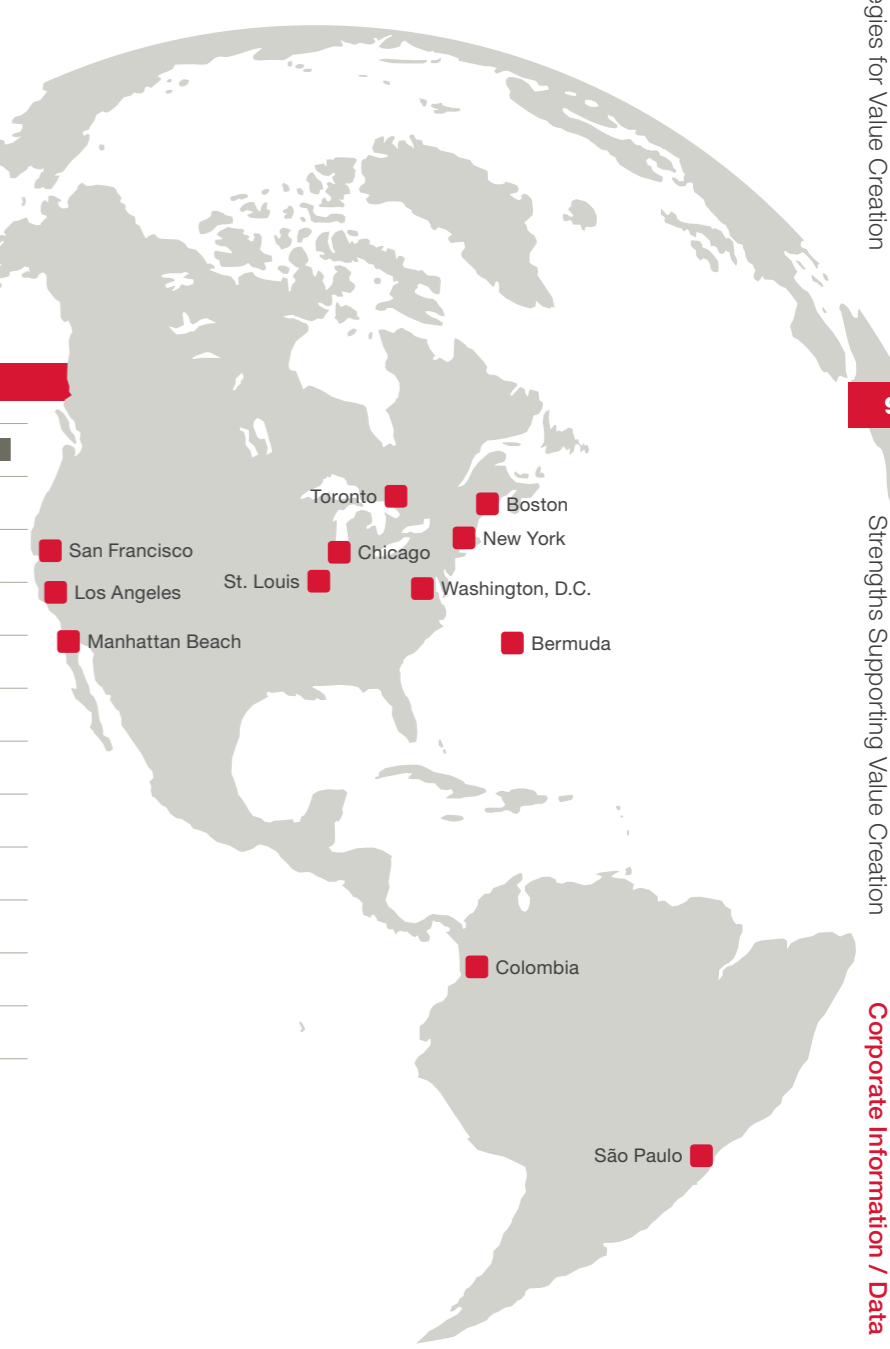 Toronto
Boston
New York
San Francisco
Chicago
St. Louis
Washington, D.C.
Los Angeles
Manhattan Beach
Bermuda
Colombia
São Paulo
for Value Creation
Strengths Supporting Value Creation
Corporate Information / Data